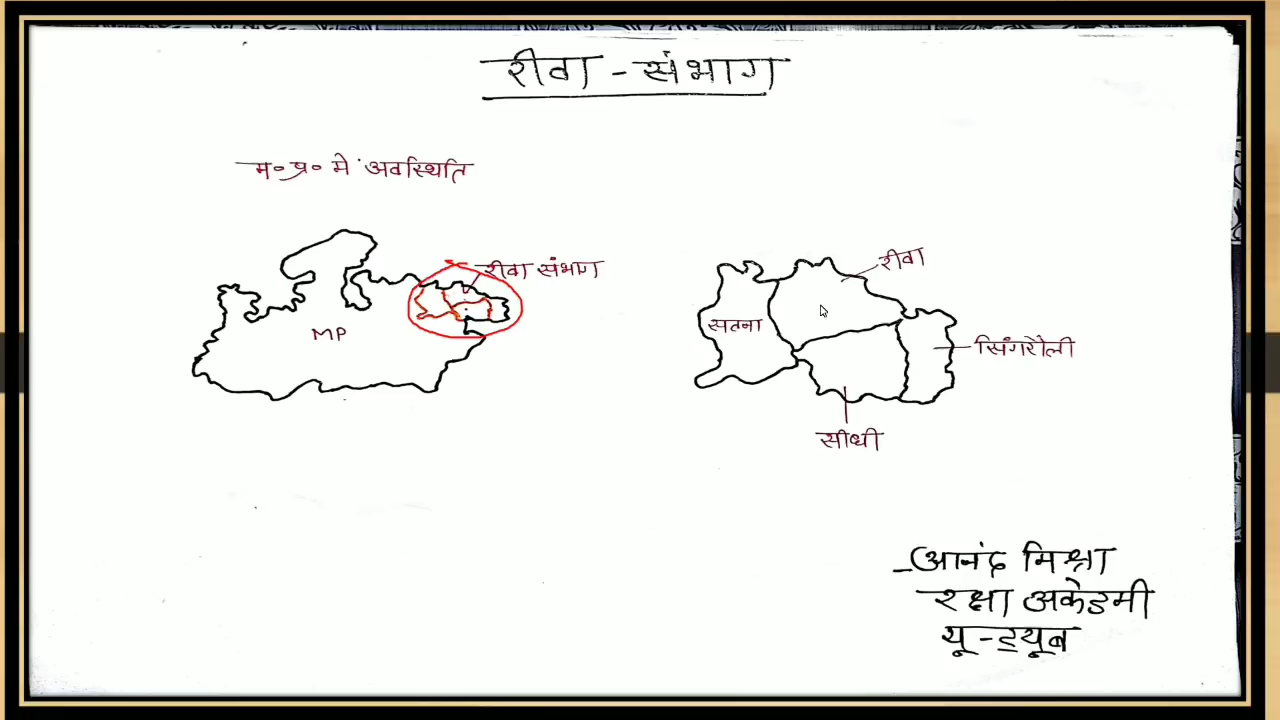 रीवा - संभाग
म॰ प्र॰ मे अवस्थिति
रीवा संभाग
MP
रीवा
सतना
सिंगरौली
सीधी
- आनंद मिश्रा
रक्षा अकेडमी
यू-ट्यूब